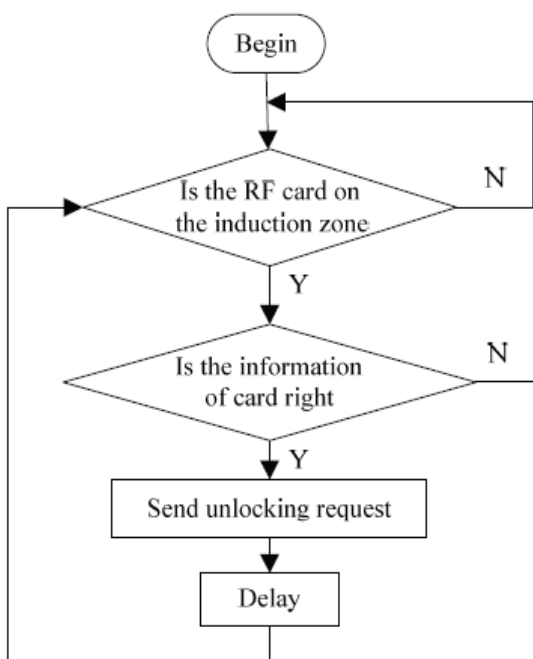 Begin
Is the RF card on
N
the induction zone
Y
Is the information
N
of card right
Y
Send unlocking request
Delay